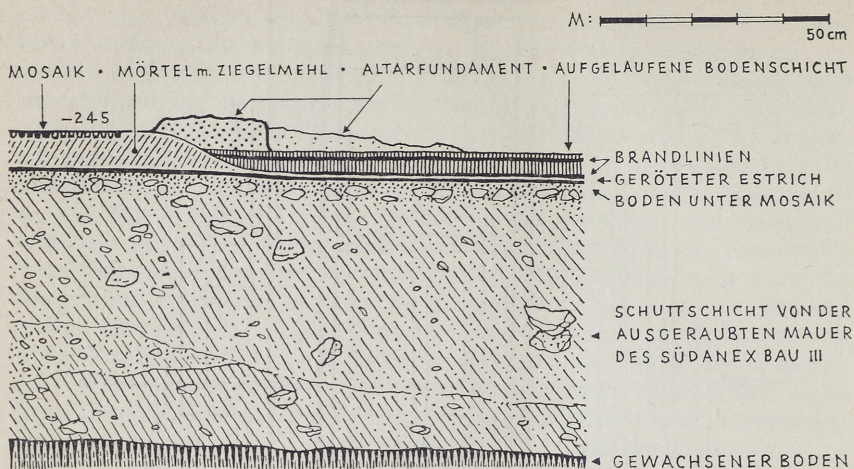 M:
50 cm
MOSAIK • MÖRTEL m. ZIEGELMEHL • ALTARFUNDAMENT • AUFGELAUFENE BODENSCHICHT
-245
BRANDLINIEN
GERÖTETER ESTRICH
BODEN UNTER MOSAIK
SCHUTTSCHICHT VON DER
AUSGERAUBTEN MAUER
DES SÜDANEX BAU III
GEWACHSENER BODEN